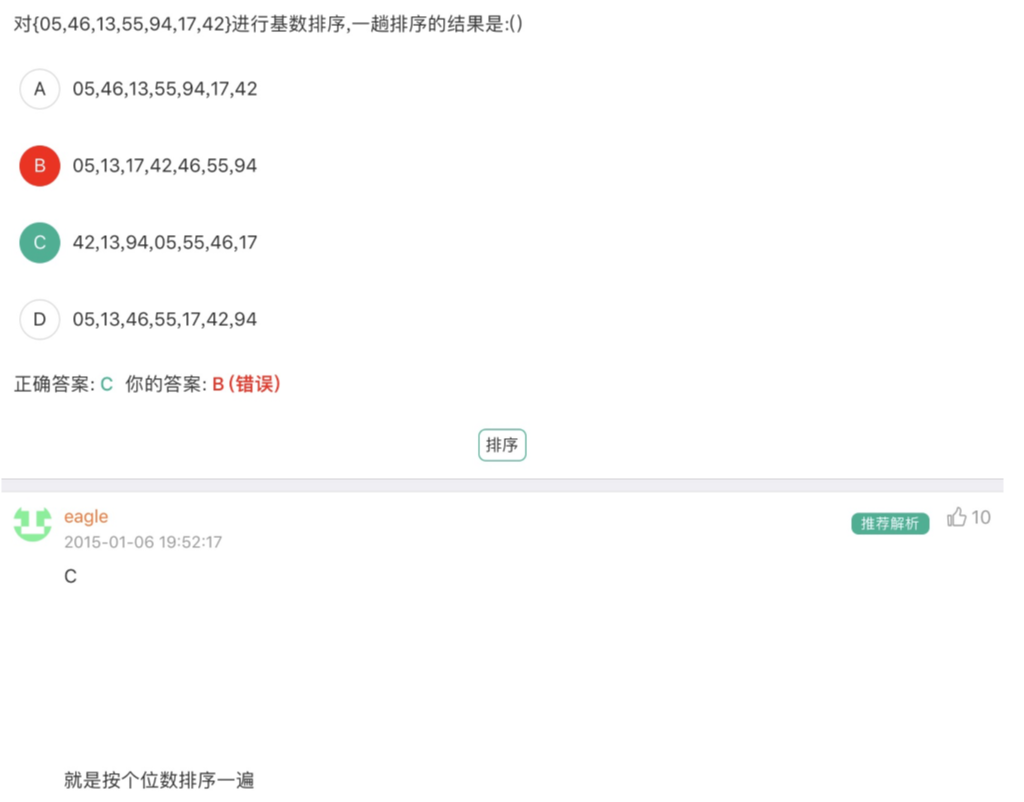 对{05,46,13,55,94,17,42}进行基数排序,一趟排序的结果是:()
A 05,46,13,55,94,17,42
B 05,13,17,42,46,55,94
C 42,13,94,05,55,46,17
D 05,13,46,55,17,42,94
正确答案: C 你的答案: B (错误)
排序
eagle 推荐解析 10
2015-01-06 19:52:17
C
就是按个位数排序一遍